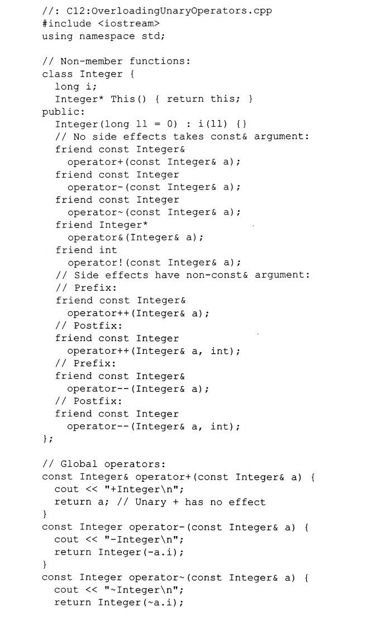 //: C12:OverloadingUnaryOperators.cpp
#include <iostream>
using namespace std;

// Non-member functions:
class Integer {
  long i;
  Integer* This() { return this; }
public:
  Integer(long ll = 0) : i(ll) {}
  // No side effects takes const& argument:
  friend const Integer&
    operator+(const Integer& a);
  friend const Integer
    operator-(const Integer& a);
  friend const Integer
    operator~(const Integer& a);
  friend Integer*
    operator&(Integer& a);
  friend int
    operator!(const Integer& a);
  // Side effects have non-const& argument:
  // Prefix:
  friend const Integer&
    operator++(Integer& a);
  // Postfix:
  friend const Integer
    operator++(Integer& a, int);
  // Prefix:
  friend const Integer&
    operator--(Integer& a);
  // Postfix:
  friend const Integer
    operator--(Integer& a, int);
};

// Global operators:
const Integer& operator+(const Integer& a) {
  cout << "+Integer\n";
  return a; // Unary + has no effect
}
const Integer operator-(const Integer& a) {
  cout << "-Integer\n";
  return Integer(-a.i);
}
const Integer operator~(const Integer& a) {
  cout << "~Integer\n";
  return Integer(~a.i);